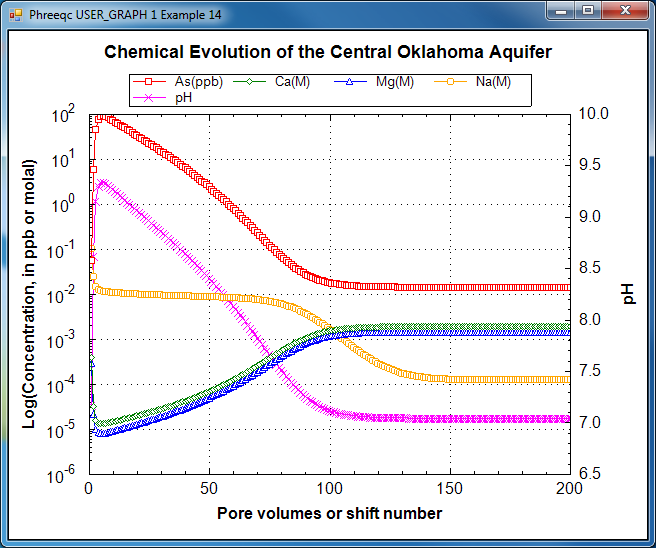 Phreeqc USER_GRAPH 1 Example 14
Chemical Evolution of the Central Oklahoma Aquifer
As(ppb) Ca(M) Mg(M) Na(M)
pH
Log(Concentration, in ppb or molal)
10^2
10^1
10^0
10^-1
10^-2
10^-3
10^-4
10^-5
10^-6
10.0
9.5
9.0
8.5
8.0
7.5
7.0
6.5
pH
0 50 100 150 200
Pore volumes or shift number